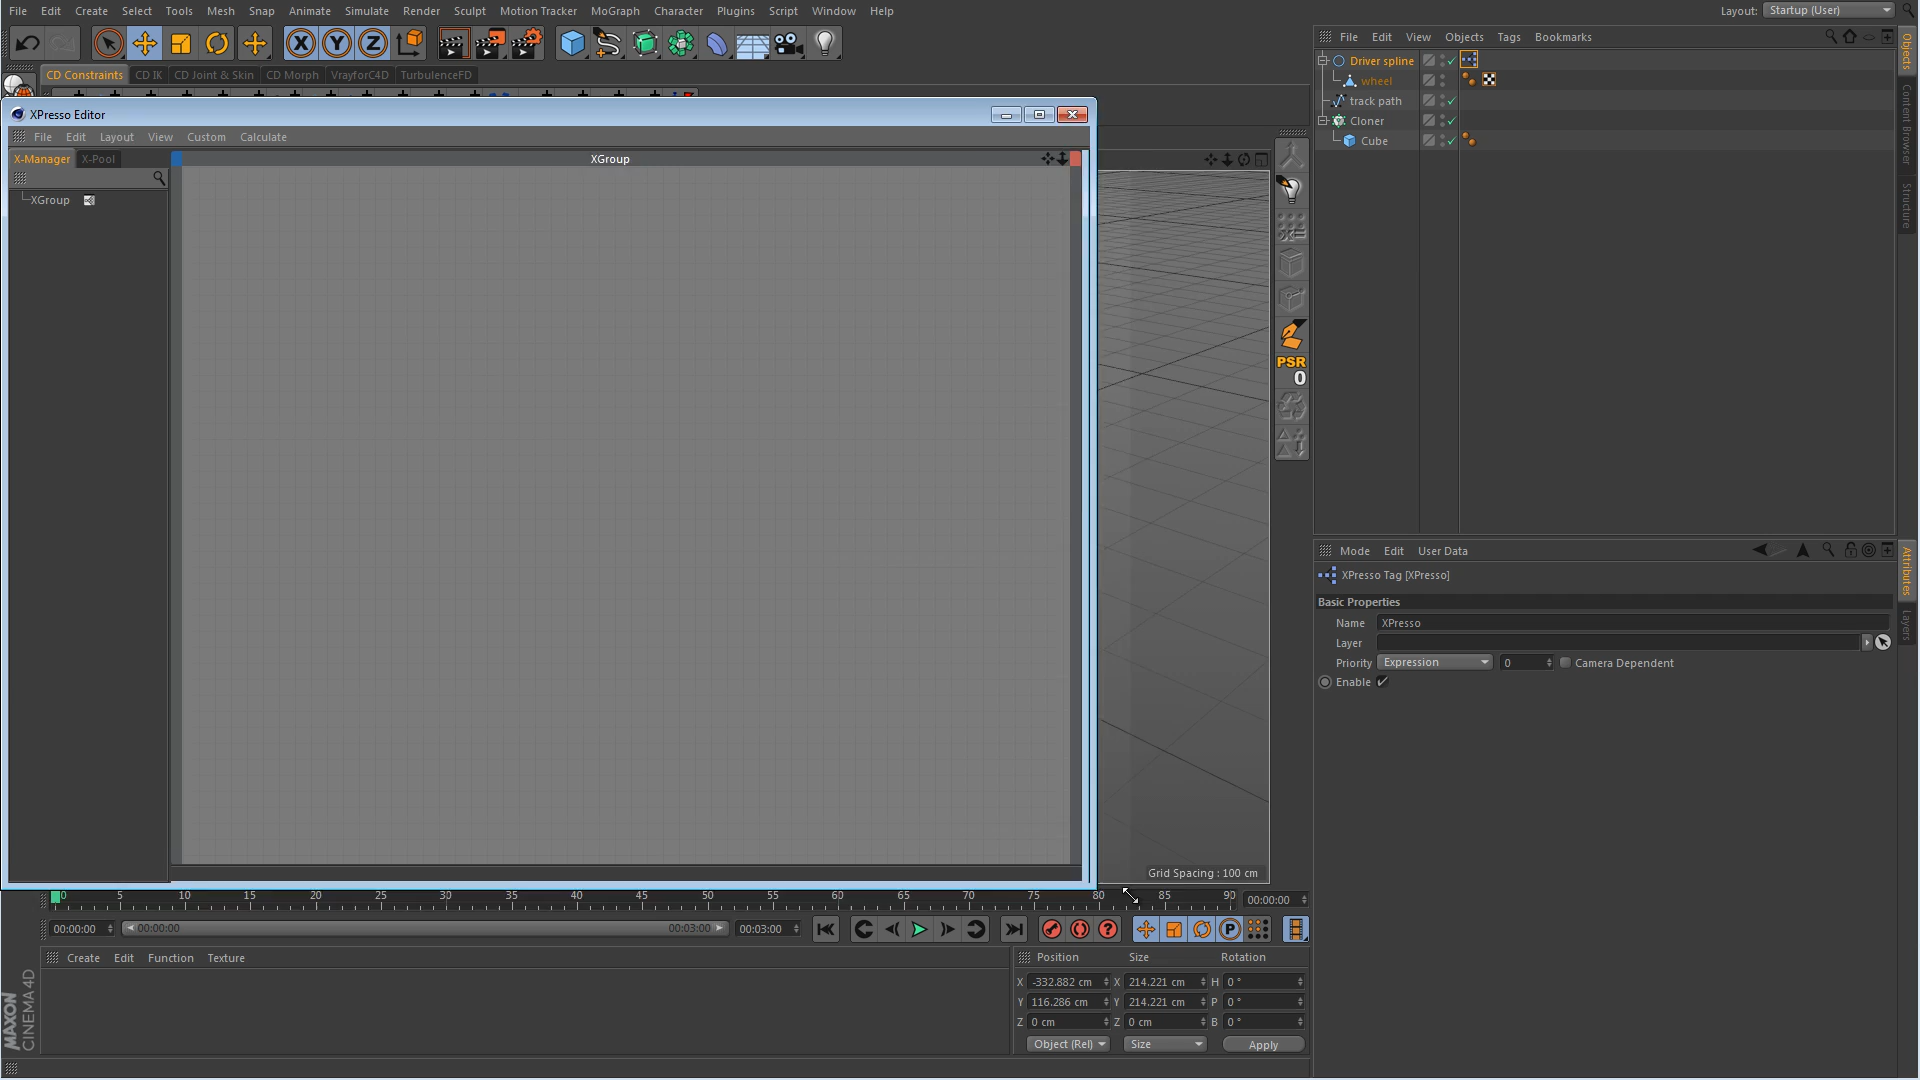 File Edit Create Select Tools Mesh Snap Animate Simulate Render Sculpt Motion Tracker MoGraph Character Plugins Script Window Help
Layout: Startup (User)
File Edit View Objects Tags Bookmarks
CD Constraints CD IK CD Joint & Skin CD Morph VrayforC4D TurbulenceFD
Driver spline
wheel
track path
Cloner
Cube
Objects
Content Browser
Structure
XPresso Editor
File Edit Layout View Custom Calculate
X-Manager X-Pool
XGroup
XGroup
PSR
0
Mode Edit User Data
XPresso Tag [XPresso]
Basic Properties
Name XPresso
Layer
Priority Expression 0 Camera Dependent
Enable
Attributes
Layers
Grid Spacing : 100 cm
0 5 10 15 20 25 30 35 40 45 50 55 60 65 70 75 80 85 90 00:00:00
00:00:00 00:00:00 00:03:00 00:03:00
Create Edit Function Texture
Position Size Rotation
X -332.882 cm X 214.221 cm H 0 °
Y 116.286 cm Y 214.221 cm P 0 °
Z 0 cm Z 0 cm B 0 °
Object (Rel) Size Apply
MAXON
CINEMA 4D